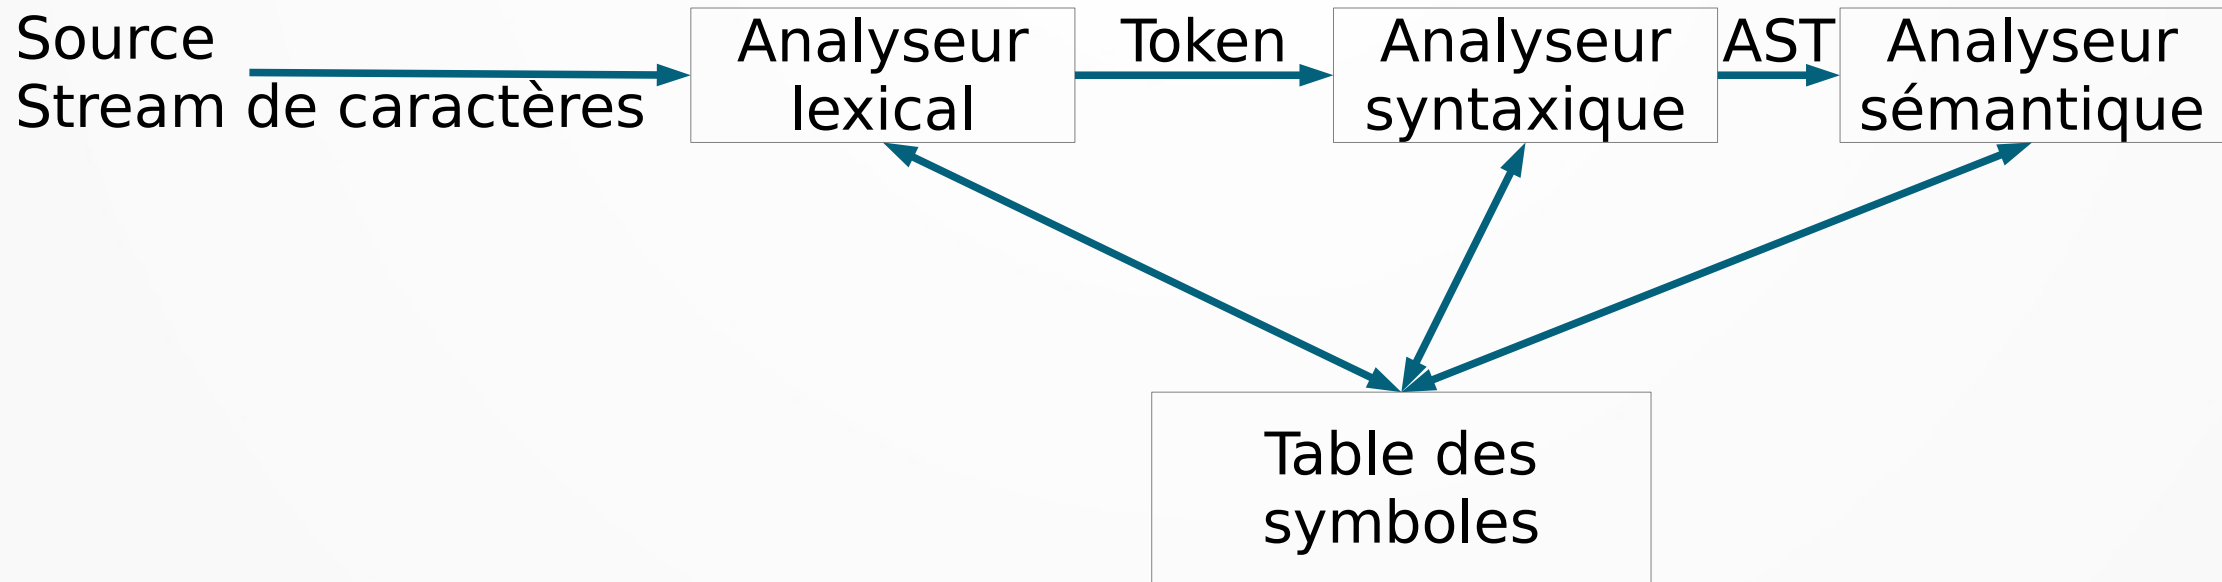 Source
Stream de caractères
Analyseur
lexical
Token
Analyseur
syntaxique
AST
Analyseur
sémantique
Table des
symboles